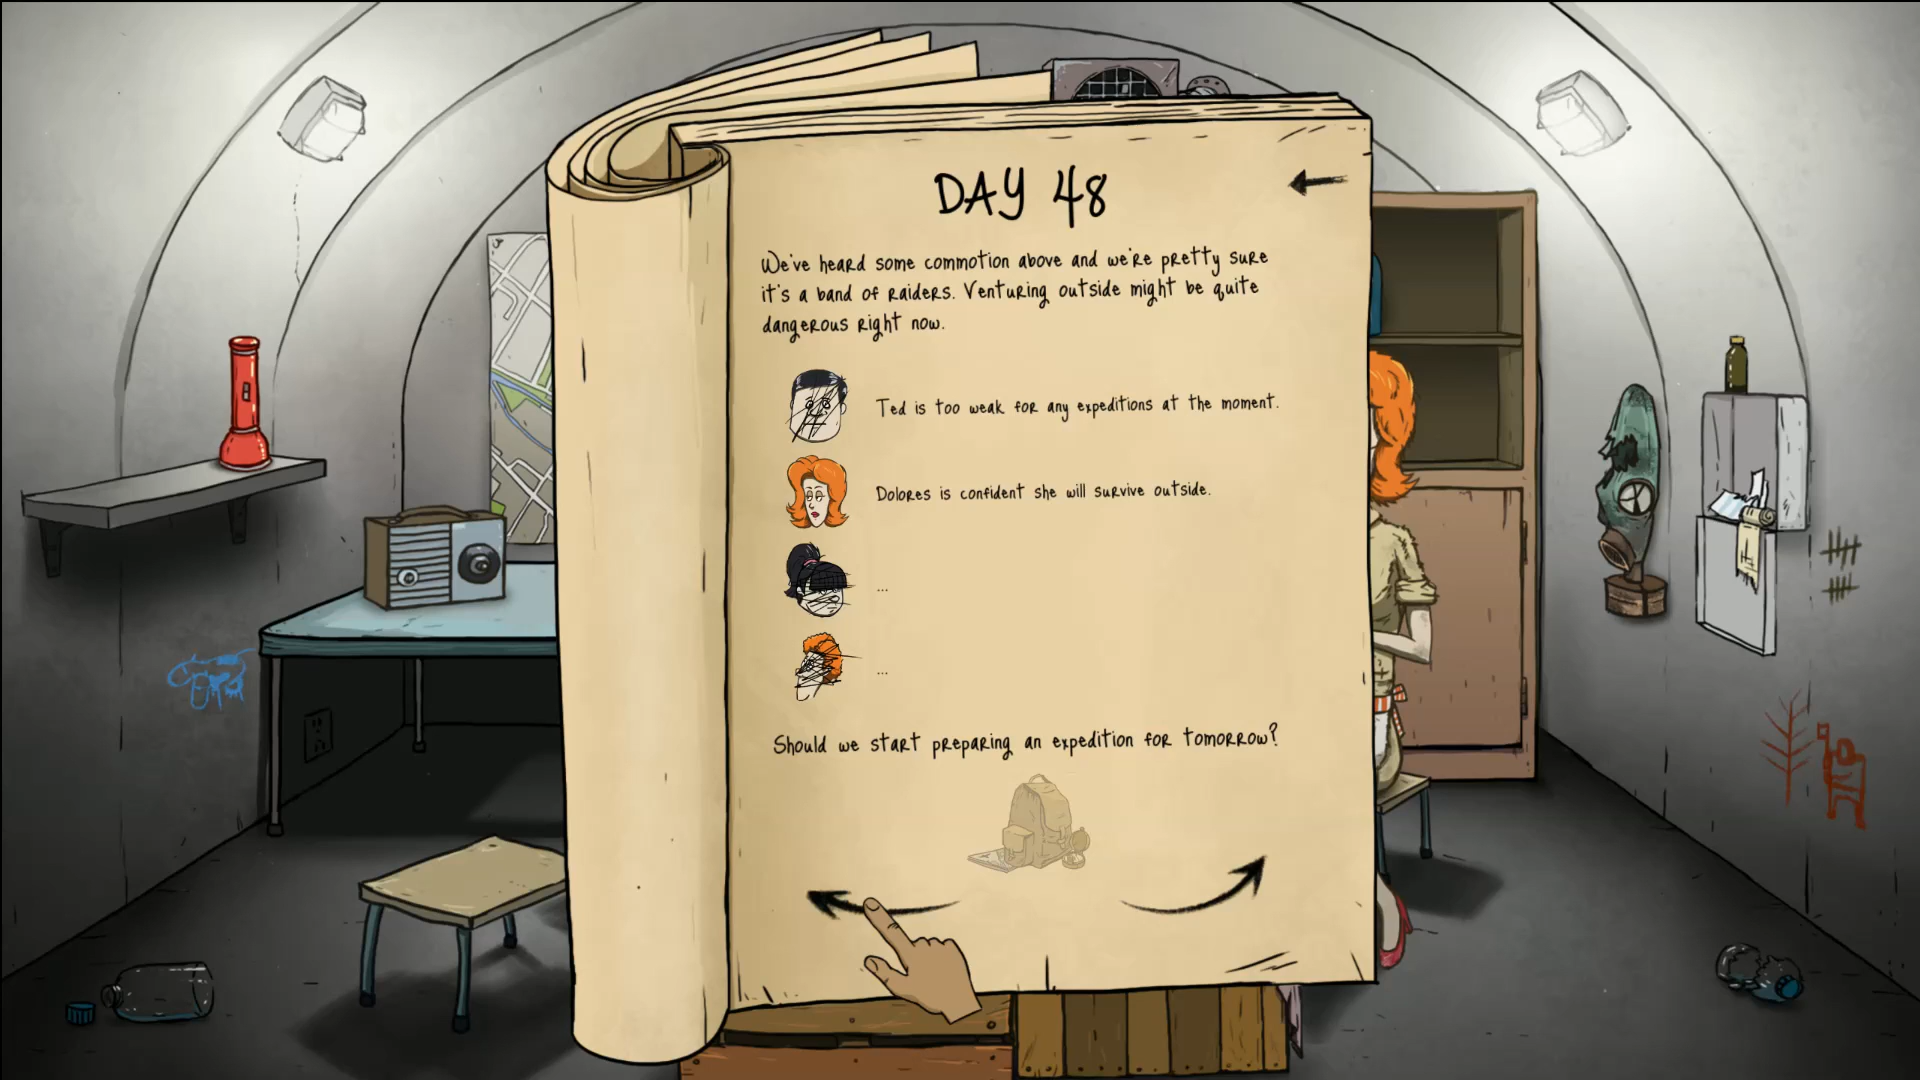 DAY 48
We've heard some commotion above and we're pretty sure
it's a band of raiders. Venturing outside might be quite
dangerous right now.
Ted is too weak for any expeditions at the moment.
Dolores is confident she will survive outside.
...
...
Should we start preparing an expedition for tomorrow?